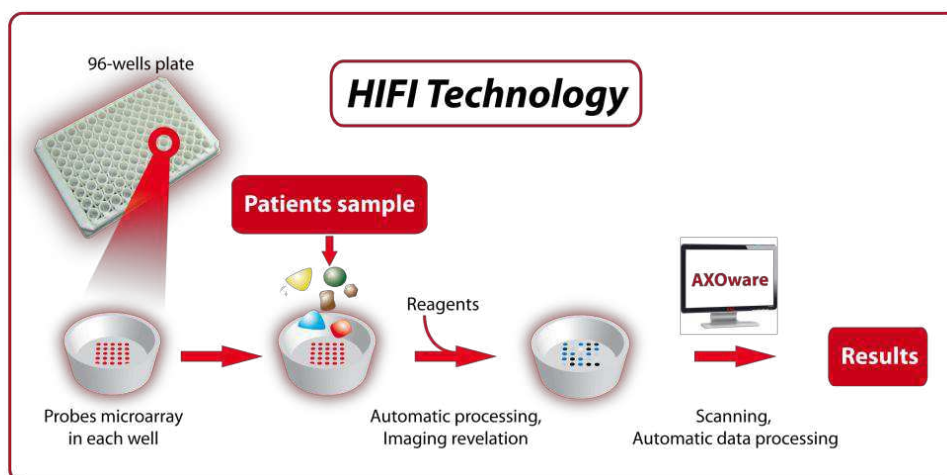 96-wells plate
HIFI Technology
Patients sample
AXOware
Reagents
Results
Probes microarray
in each well
Automatic processing,
Imaging revelation
Scanning,
Automatic data processing